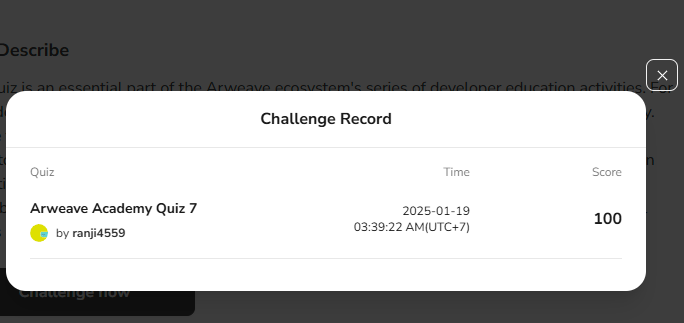 Describe
uiz is an essential part of the Arweave ecosystem's series of developer education activities. For
Challenge Record
Quiz Time Score
Arweave Academy Quiz 7
by ranji4559
2025-01-19
03:39:22 AM(UTC+7)
100
Challenge now